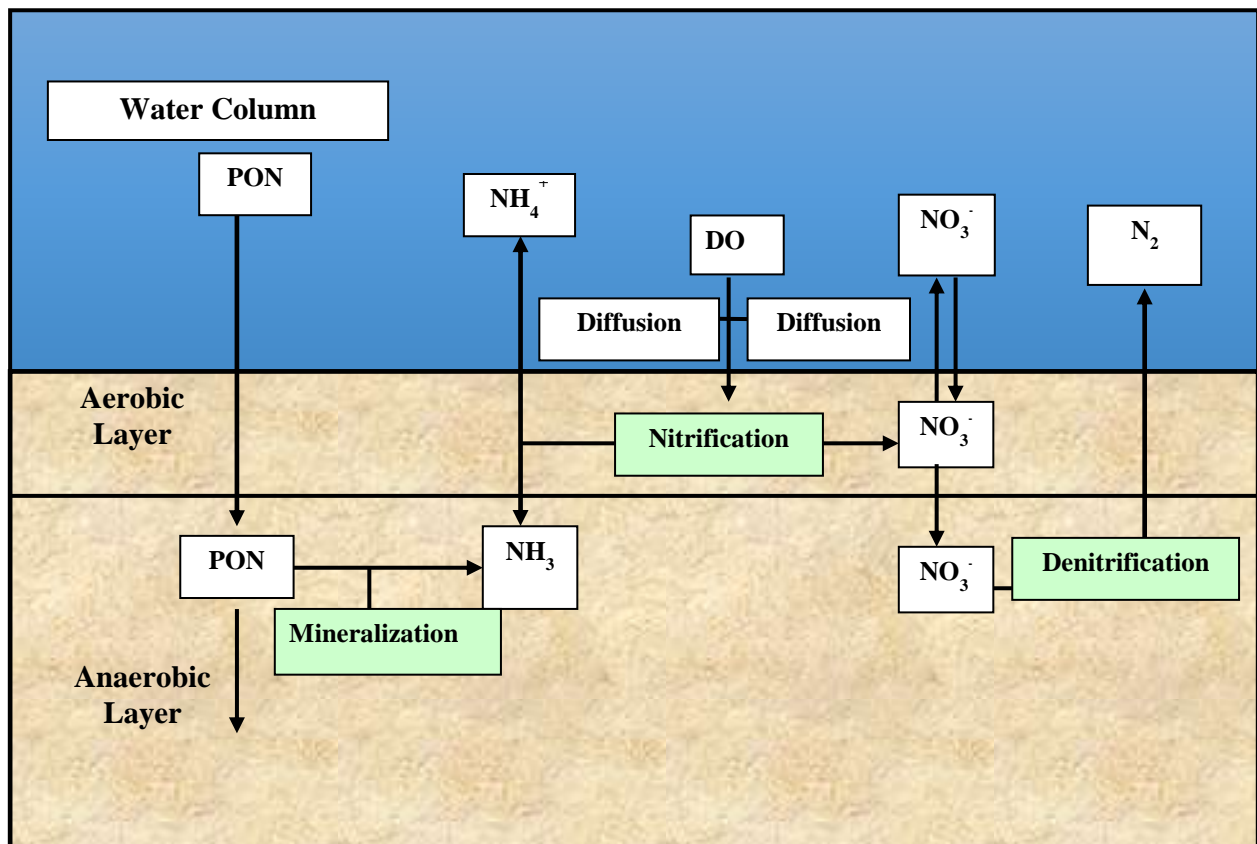 Water Column
PON
NH₄⁺
DO
NO₃⁻
N₂
Diffusion
Diffusion
Aerobic
Layer
Nitrification
NO₃⁻
PON
NH₃
NO₃⁻
Denitrification
Mineralization
Anaerobic
Layer